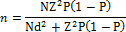 n = NZ²P(1 − P) / Nd² + Z²P(1 − P)